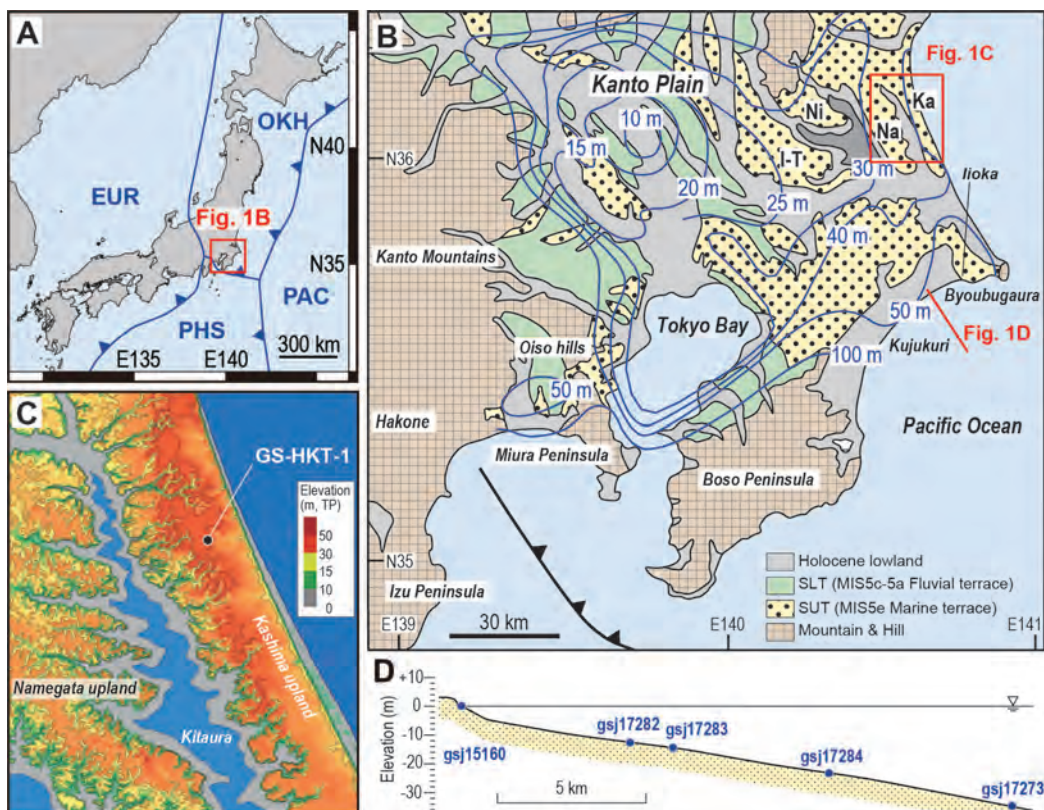 A
OKH
N40
EUR
Fig. 1B
N35
PAC
PHS
E135
E140
300 km
B
Fig. 1C
Kanto Plain
Ka
Ni
Na
10 m
15 m
I-T
30 m
N36
20 m
25 m
Iioka
40 m
Kanto Mountains
Byoubugaura
50 m
Tokyo Bay
Fig. 1D
Kujukuri
Oiso hills
100 m
50 m
Hakone
Pacific Ocean
Miura Peninsula
Boso Peninsula
N35
Holocene lowland
SLT (MIS5c-5a Fluvial terrace)
SUT (MIS5e Marine terrace)
Mountain & Hill
Izu Peninsula
E139
30 km
E140
E141
C
GS-HKT-1
Elevation
(m, TP)
50
30
15
10
0
Kashima upland
Namegata upland
Kitaura
D
Elevation (m)
+10
0
-10
-20
-30
gsj15160
gsj17282
gsj17283
gsj17284
gsj17273
5 km